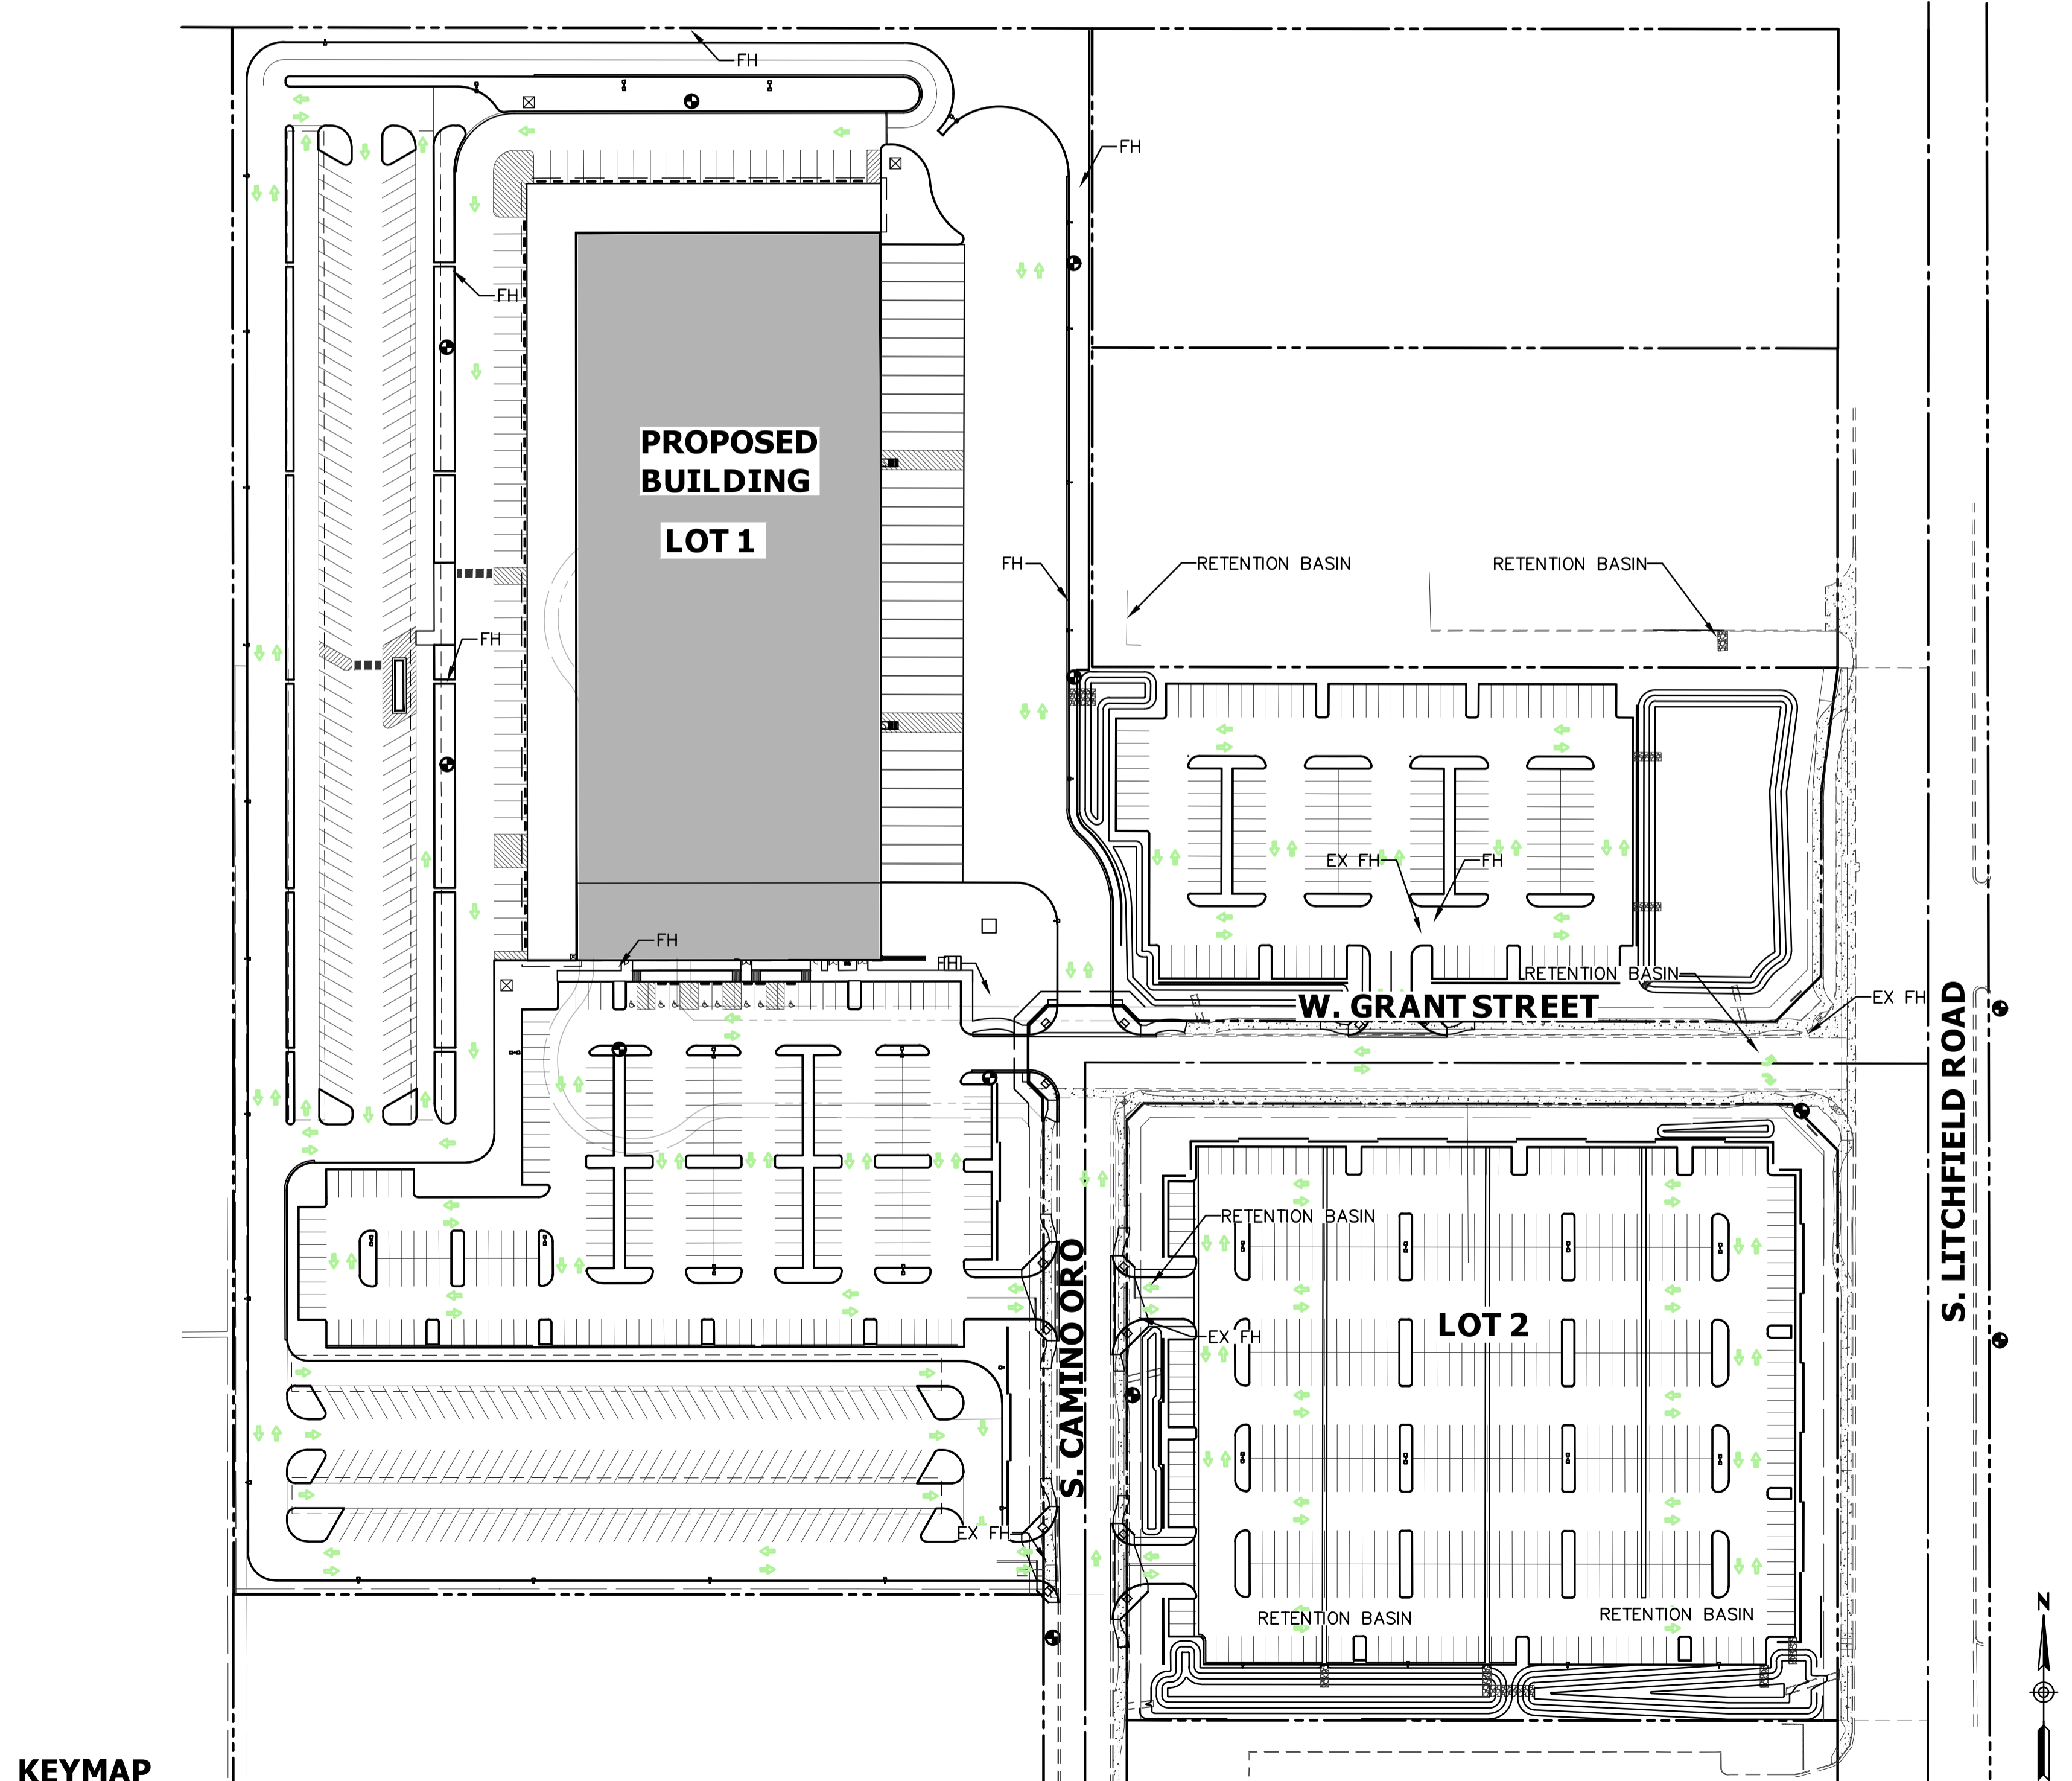 FH
FH
FH
PROPOSED
BUILDING
LOT 1
FH
RETENTION BASIN
RETENTION BASIN
FH
EX FH
FH
FH
FH
RETENTION BASIN
EX FH
W. GRANT STREET
S. LITCHFIELD ROAD
RETENTION BASIN
S. CAMINO ORO
EX FH
LOT 2
EX FH
RETENTION BASIN
RETENTION BASIN
N
KEYMAP